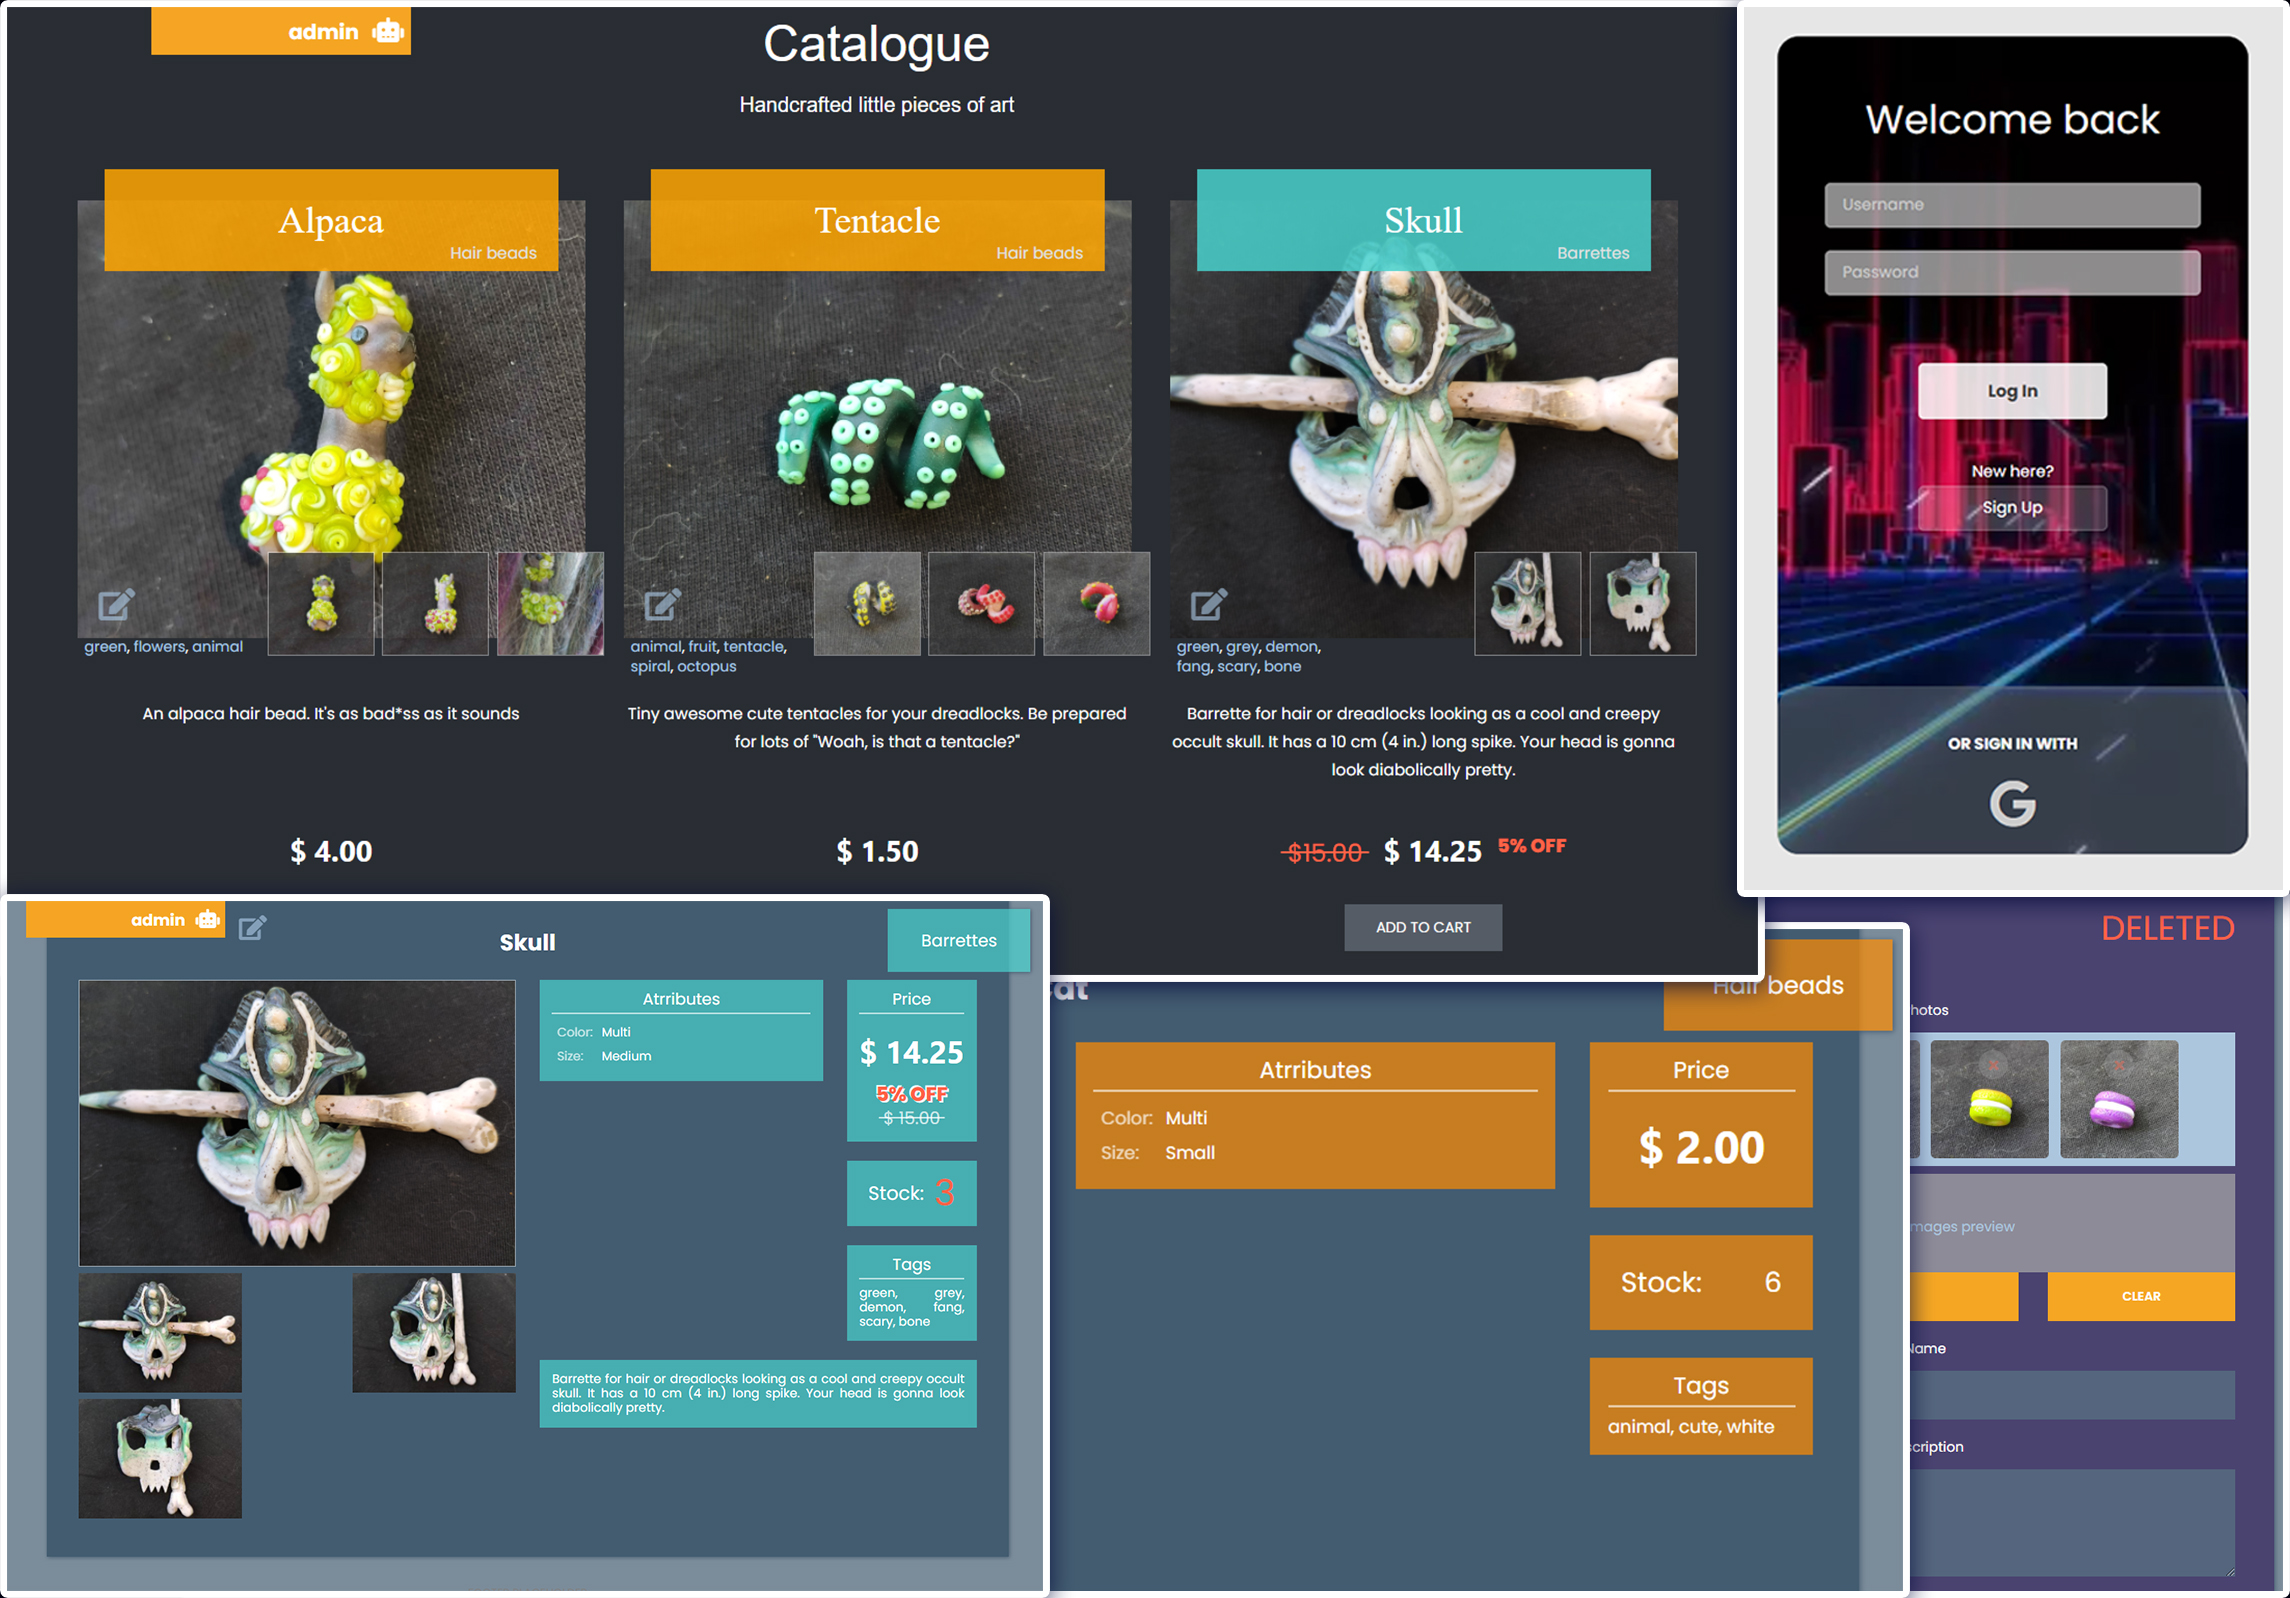 admin
Catalogue
Handcrafted little pieces of art
Alpaca
Hair beads
Tentacle
Hair beads
Skull
Barrettes
green, flowers, animal
animal, fruit, tentacle,
spiral, octopus
green, grey, demon,
fang, scary, bone
An alpaca hair bead. It's as bad*ss as it sounds
Tiny awesome cute tentacles for your dreadlocks. Be prepared
for lots of "Woah, is that a tentacle?"
Barrette for hair or dreadlocks looking as a cool and creepy
occult skull. It has a 10 cm (4 in.) long spike. Your head is gonna
look diabolically pretty.
$ 4.00
$ 1.50
$15.00 $ 14.25 5% OFF
ADD TO CART
Welcome back
Username
Password
Log In
New here?
Sign Up
OR SIGN IN WITH
G
admin
Skull
Barrettes
Atrributes
Color: Multi
Size: Medium
Price
$ 14.25
5% OFF
$ 15.00
Stock: 3
Tags
green, grey,
demon, fang,
scary, bone
Barrette for hair or dreadlocks looking as a cool and creepy occult
skull. It has a 10 cm (4 in.) long spike. Your head is gonna look
diabolically pretty.
Hair beads
Atrributes
Color: Multi
Size: Small
Price
$ 2.00
Stock: 6
Tags
animal, cute, white
DELETED
hotos
mages preview
CLEAR
Name
scription